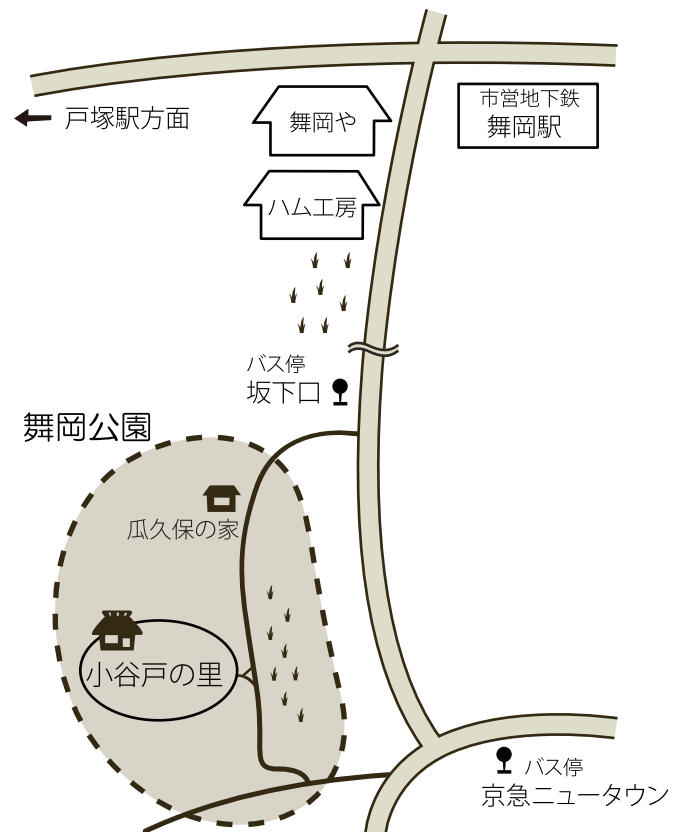 市営地下鉄
舞岡駅
戸塚駅方面
舞岡や
ハム工房
バス停
坂下口
舞岡公園
瓜久保の家
小谷戸の里
バス停
京急ニュータウン